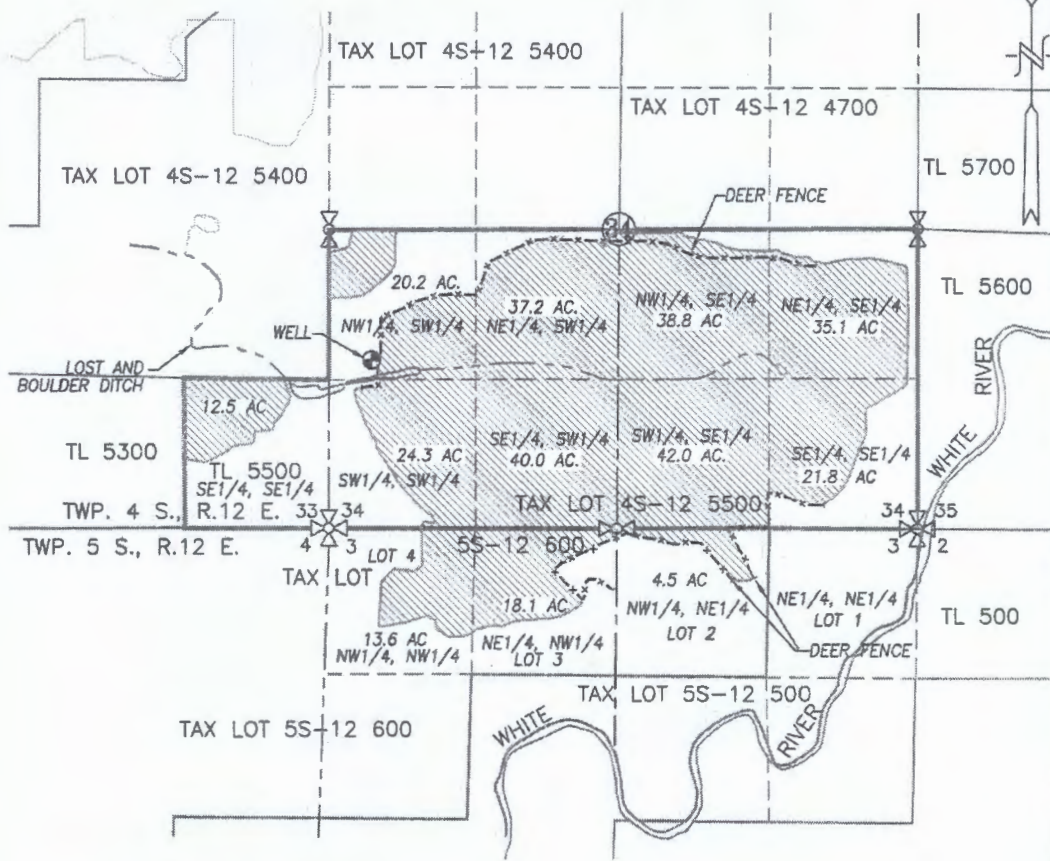 TAX LOT 4S-12 5400
N
TAX LOT 4S-12 4700
TAX LOT 4S-12 5400
TL 5700
DEER FENCE
34
20.2 AC.
37.2 AC.
NW1/4, SE1/4
38.8 AC
NE1/4, SE1/4
35.1 AC
TL 5600
NW1/4, SW1/4
NE1/4, SW1/4
WELL
LOST AND
BOULDER DITCH
RIVER
WHITE
12.5 AC
24.3 AC
SE1/4, SW1/4
40.0 AC.
SW1/4, SE1/4
42.0 AC.
SE1/4, SE1/4
21.8 AC
TL 5300
TL 5500
SE1/4, SE1/4
SW1/4, SW1/4
TAX LOT 4S-12 5500
TWP. 4 S., R.12 E.
33 34
34 35
TWP. 5 S., R.12 E.
4 3
LOT 4
5S-12 600
3 2
TAX LOT
4.5 AC
18.1 AC
NW1/4, NE1/4
LOT 2
NE1/4, NE1/4
LOT 1
TL 500
13.6 AC
NW1/4, NW1/4
NE1/4, NW1/4
LOT 3
DEER FENCE
TAX LOT 5S-12 500
TAX LOT 5S-12 600
WHITE
RIVER